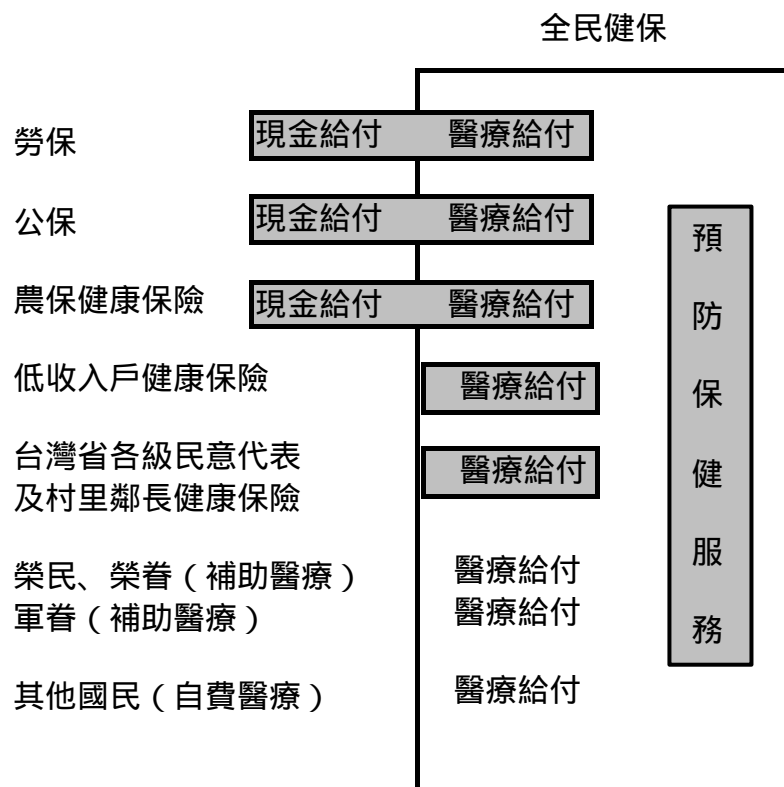 全民健保
勞保 現金給付 醫療給付
公保 現金給付 醫療給付
農保健康保險 現金給付 醫療給付
低收入戶健康保險 醫療給付
台灣省各級民意代表
及村里鄰長健康保險 醫療給付
榮民、榮眷（補助醫療） 醫療給付
軍眷（補助醫療） 醫療給付
其他國民（自費醫療） 醫療給付
預
防
保
健
服
務